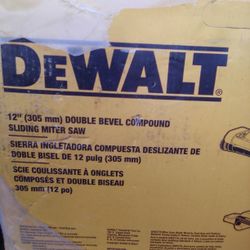 DEWALT®
12" (305 mm) DOUBLE BEVEL COMPOUND
SLIDING MITER SAW
SIERRA INGLETADORA COMPUESTA DESLIZANTE DE
DOBLE BISEL DE 12 pulg (305 mm)
SCIE COULISSANTE À ONGLETS
COMPOSÉS ET DOUBLE BISEAU
305 mm (12 po)